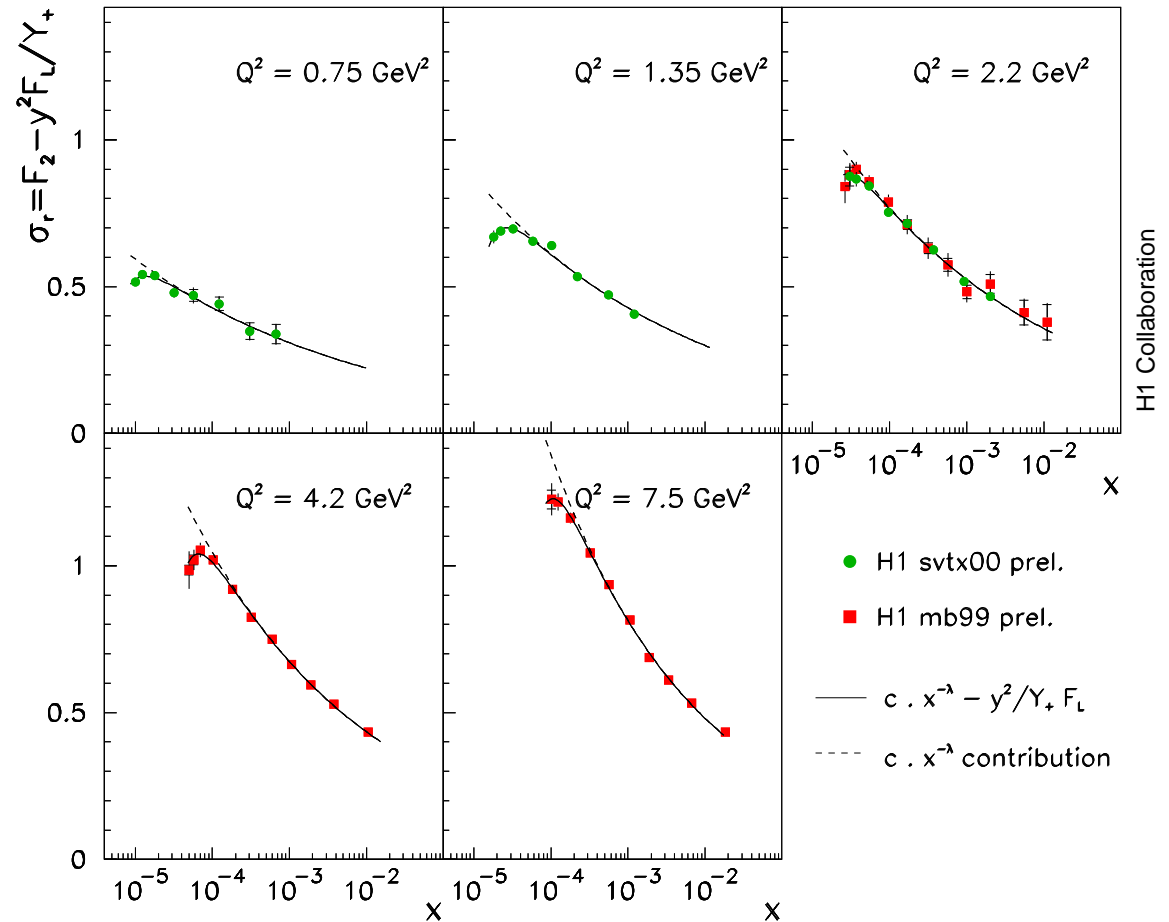 σᵣ=F₂−y²F_L/Y₊
Q² = 0.75 GeV²
Q² = 1.35 GeV²
Q² = 2.2 GeV²
1
0.5
0
10⁻⁵ 10⁻⁴ 10⁻³ 10⁻²
x
H1 Collaboration
Q² = 4.2 GeV²
Q² = 7.5 GeV²
1
0.5
0
10⁻⁵ 10⁻⁴ 10⁻³ 10⁻²
x
10⁻⁵ 10⁻⁴ 10⁻³ 10⁻²
x
H1 svtx00 prel.
H1 mb99 prel.
c . x^−λ − y²/Y₊ F_L
c . x^−λ contribution